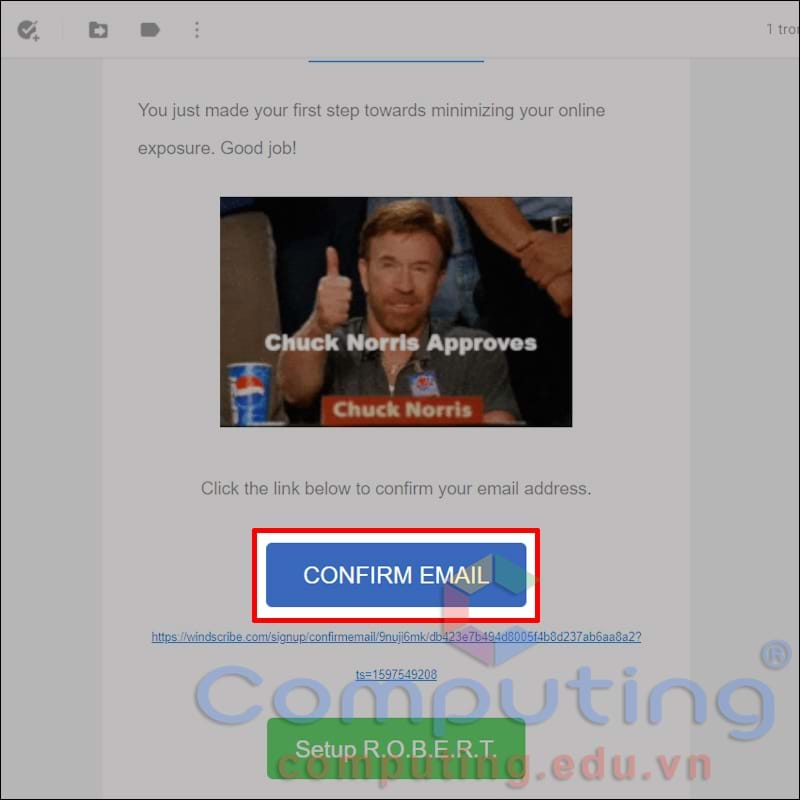 1 tron
You just made your first step towards minimizing your online
exposure. Good job!
Chuck Norris Approves
Chuck Norris
Click the link below to confirm your email address.
CONFIRM EMAIL
https://windscribe.com/signup/confirmemail/9nuji6mk/db423e7b494d8005f4b8d237ab6aa8a2?
ts=1597549208
Computing®
Setup R.O.B.E.R.T.
computing.edu.vn